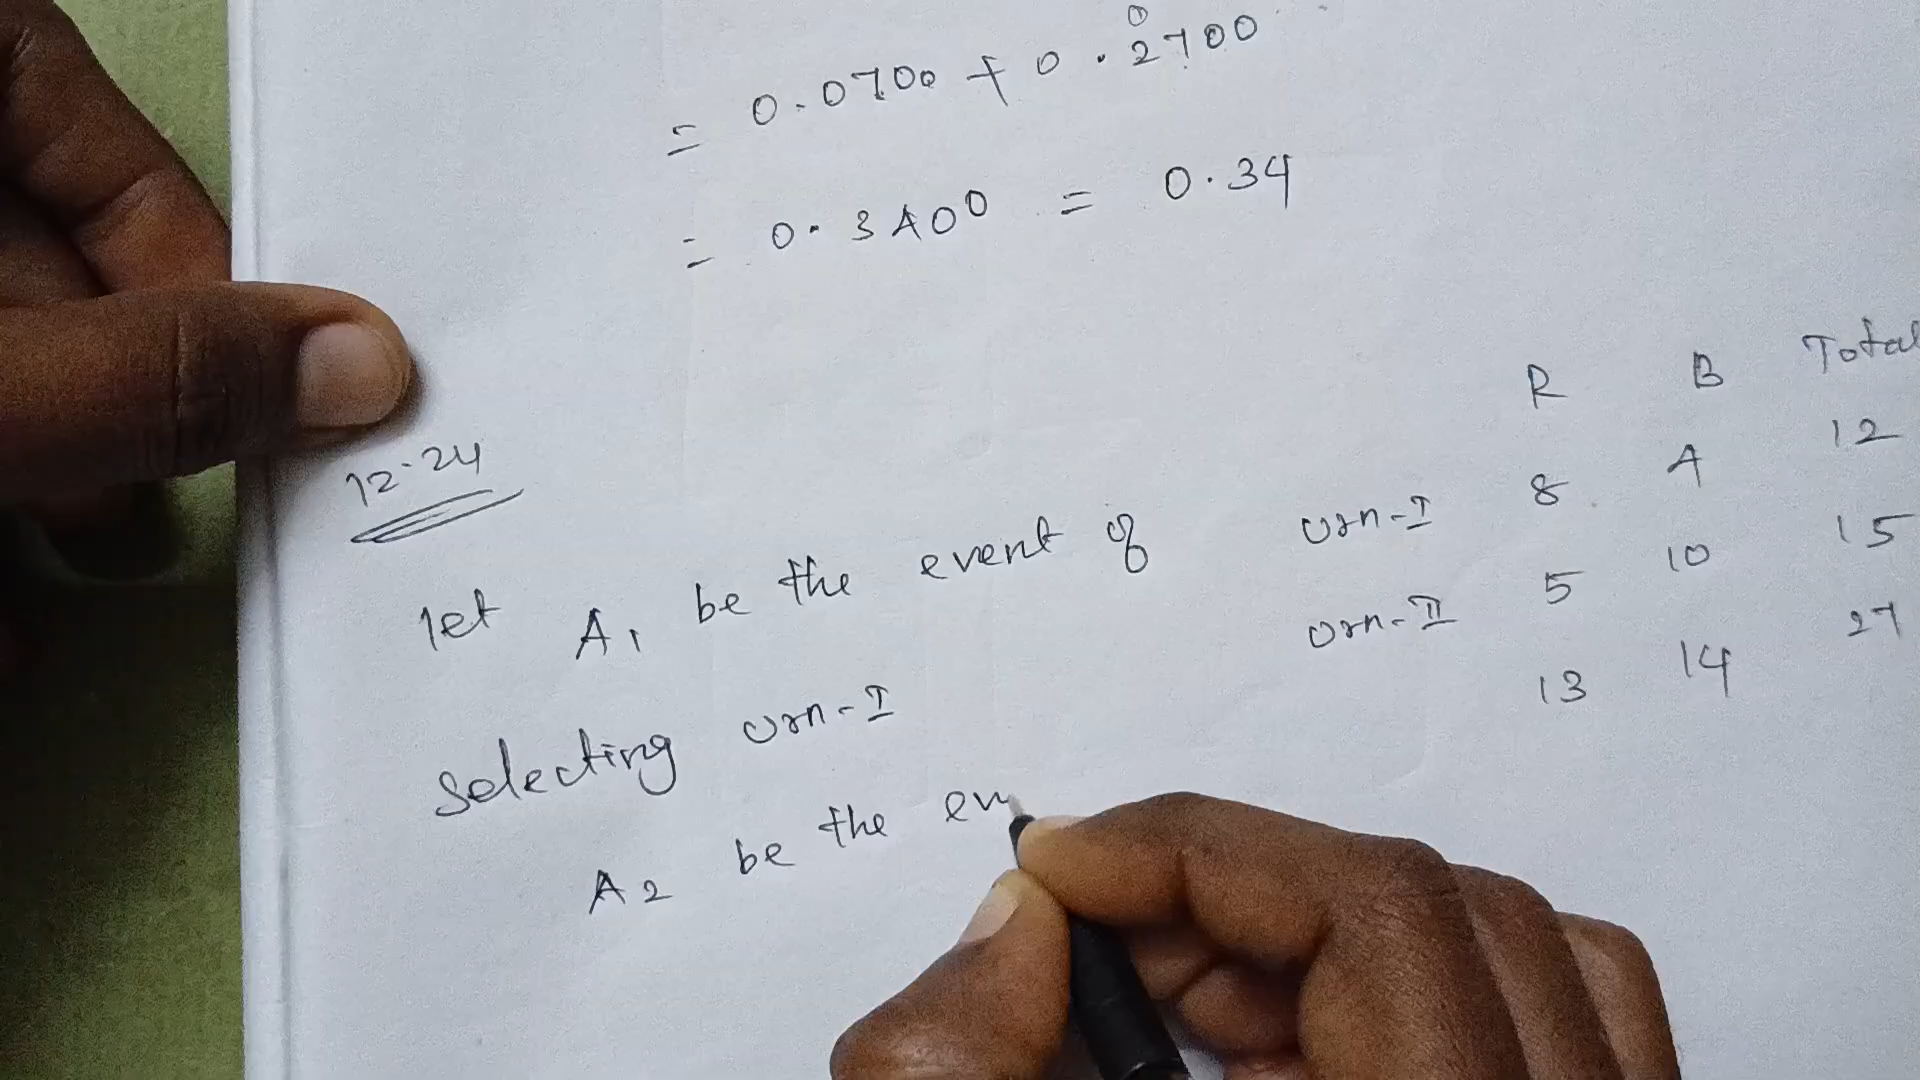 = 0.0700 + 0.2700
= 0.3400 = 0.34
12.24
R B Total
Urn-I 8 4 12
Urn-II 5 10 15
13 14 27
let A1 be the event of
selecting Urn-I
A2 be the ev